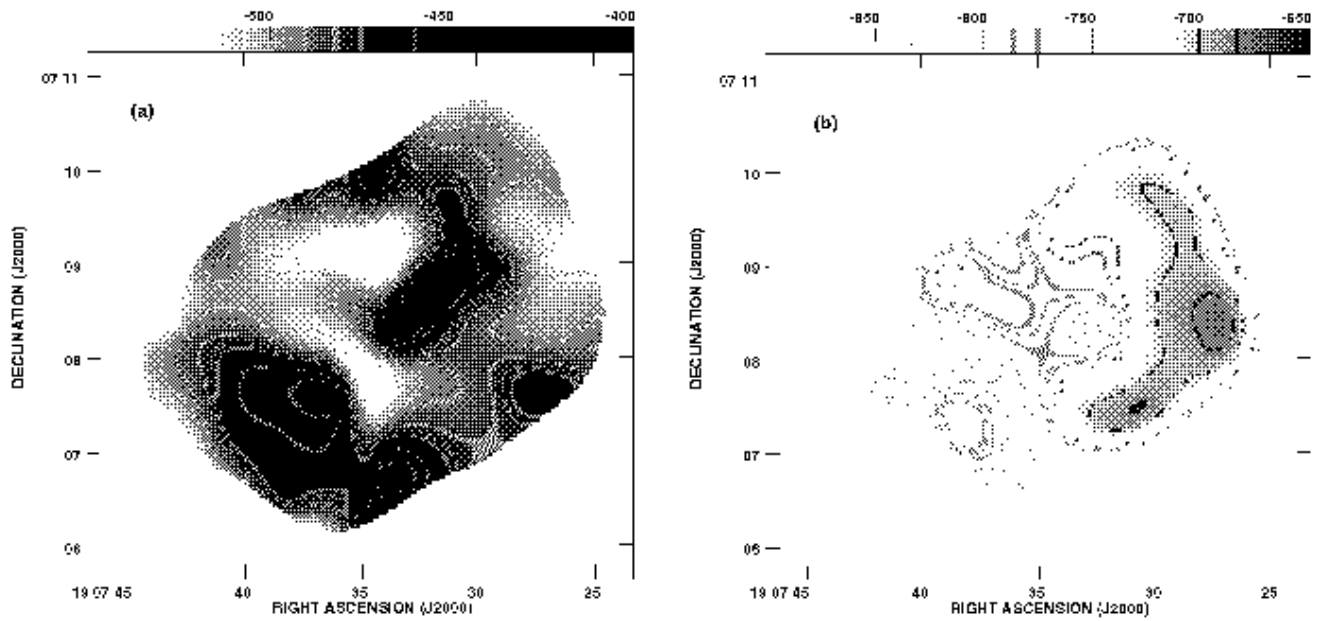 -500 -450 -400
07 11
(a)
10
09
08
07
06
DECLINATION (J2000)
19 07 45 40 35 30 25
RIGHT ASCENSION (J2000)
-850 -800 -750 -700 -650
07 11
(b)
10
09
08
07
06
DECLINATION (J2000)
19 07 45 40 35 30 25
RIGHT ASCENSION (J2000)